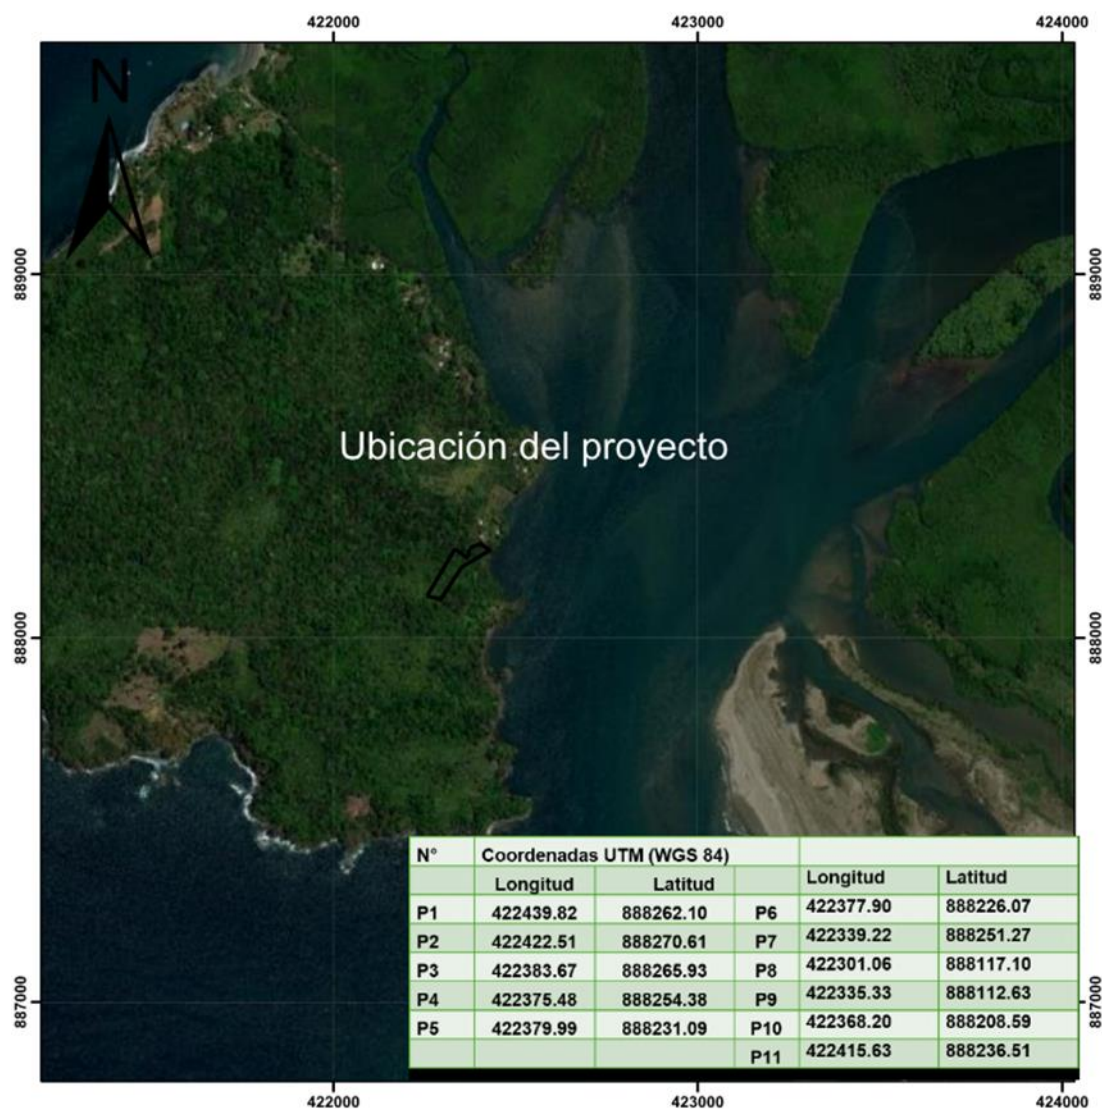 422000 423000 424000
N
889000 889000
Ubicación del proyecto
888000 888000
N° Coordenadas UTM (WGS 84)
Longitud Latitud Longitud Latitud
P1 422439.82 888262.10 P6 422377.90 888226.07
P2 422422.51 888270.61 P7 422339.22 888251.27
P3 422383.67 888265.93 P8 422301.06 888117.10
P4 422375.48 888254.38 P9 422335.33 888112.63
P5 422379.99 888231.09 P10 422368.20 888208.59
P11 422415.63 888236.51
887000 887000
422000 423000 424000